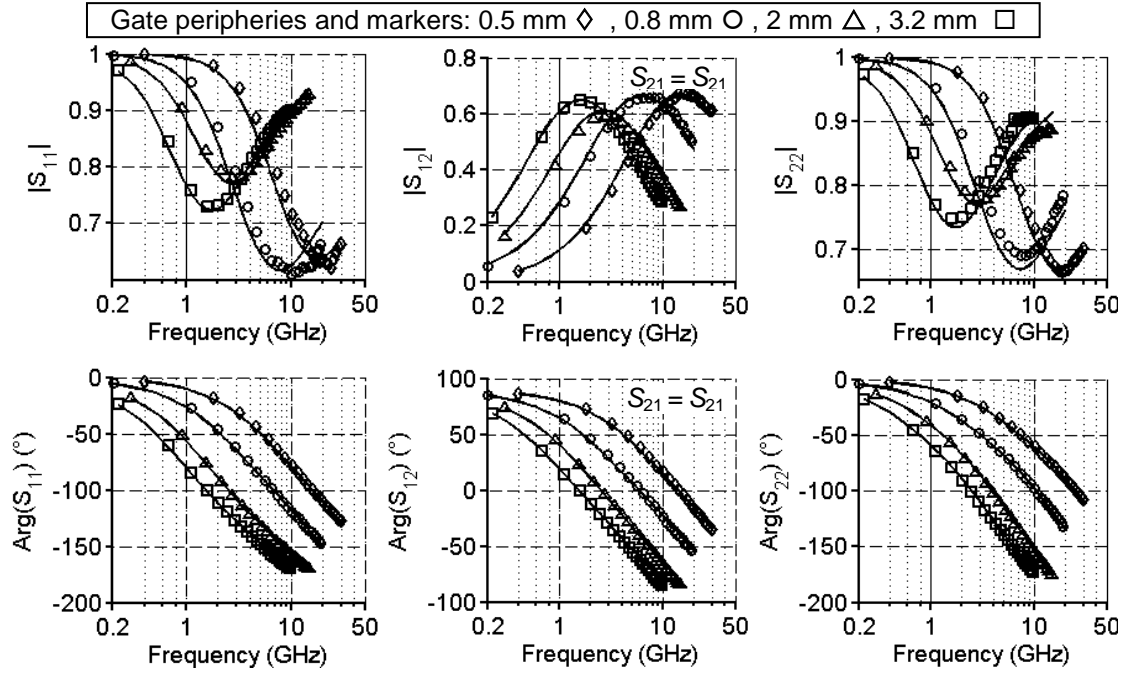 Gate peripheries and markers: 0.5 mm ◇ , 0.8 mm ○ , 2 mm △ , 3.2 mm □
|S11|
1
0.9
0.8
0.7
0.2 1 10 50
Frequency (GHz)
|S12|
0.8
0.6
0.4
0.2
0
S21 = S21
0.2 1 10 50
Frequency (GHz)
|S22|
1
0.9
0.8
0.7
0.2 1 10 50
Frequency (GHz)
Arg(S11) (°)
0
-50
-100
-150
-200
0.2 1 10 50
Frequency (GHz)
Arg(S12) (°)
100
50
0
-50
-100
S21 = S21
0.2 1 10 50
Frequency (GHz)
Arg(S22) (°)
0
-50
-100
-150
-200
0.2 1 10 50
Frequency (GHz)